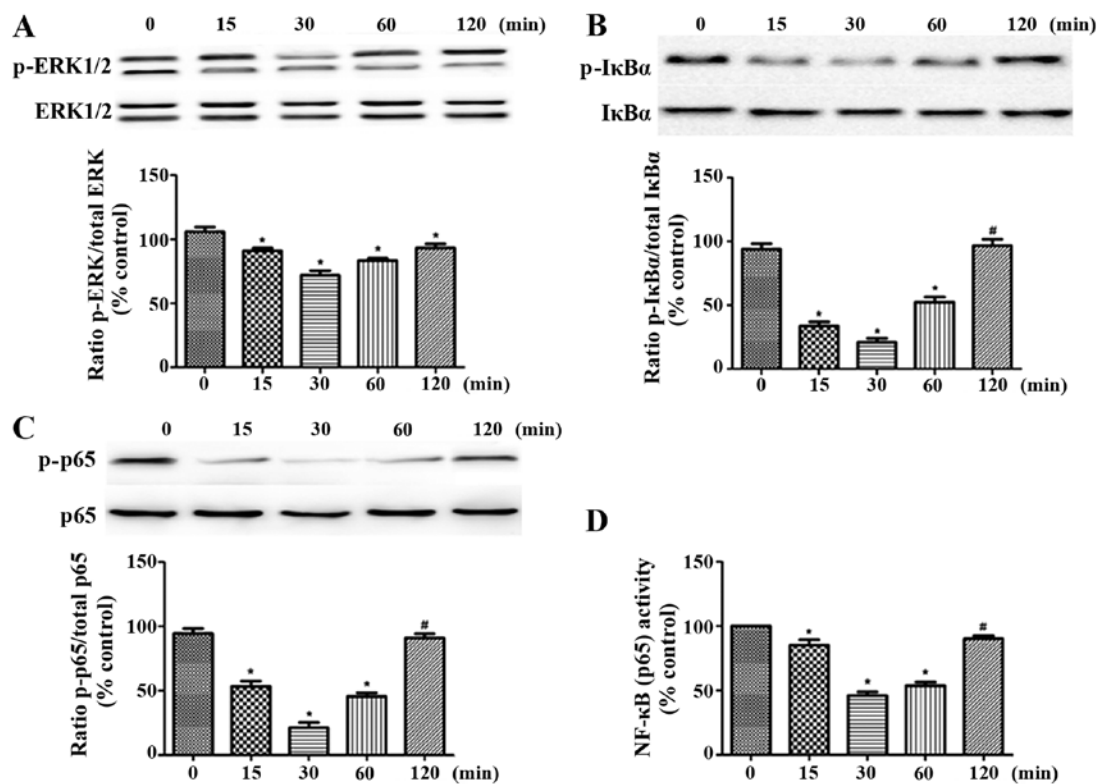 A
0 15 30 60 120 (min)
p-ERK1/2
ERK1/2
Ratio p-ERK/total ERK
(% control)
150
100
50
0
* * * *
0 15 30 60 120 (min)
B
0 15 30 60 120 (min)
p-IκBα
IκBα
Ratio p-IκBα/total IκBα
(% control)
150
100
50
0
* * * #
0 15 30 60 120 (min)
C
0 15 30 60 120 (min)
p-p65
p65
Ratio p-p65/total p65
(% control)
150
100
50
0
* * * #
0 15 30 60 120 (min)
D
NF-κB (p65) activity
(% control)
150
100
50
0
* * * #
0 15 30 60 120 (min)